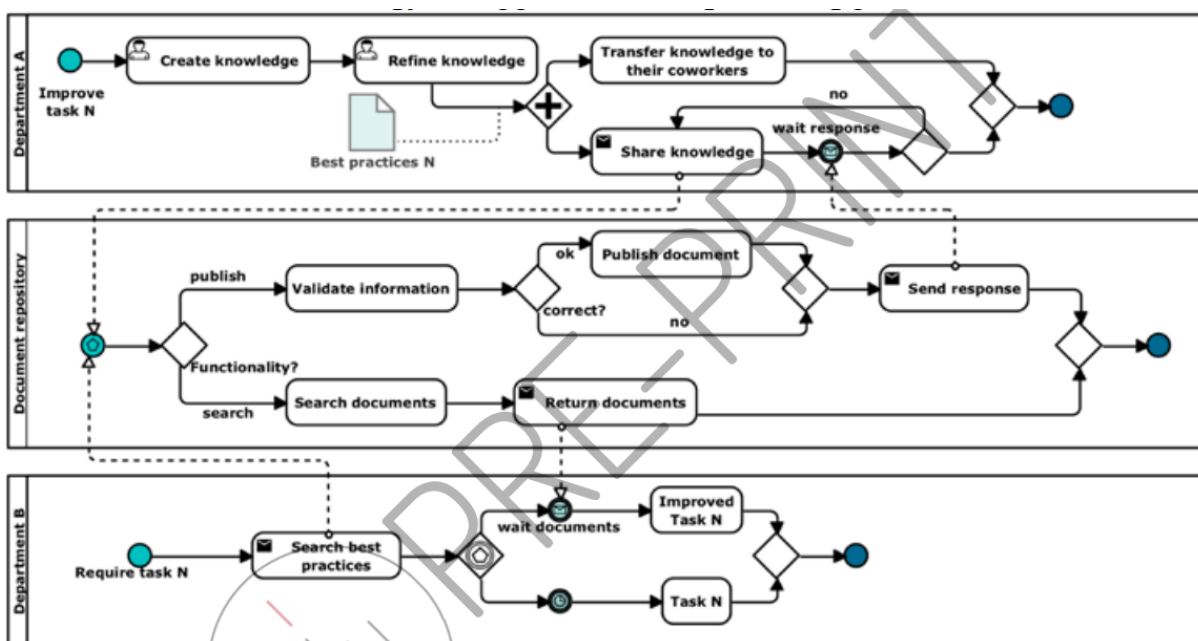 Department A
Improve
task N
Create knowledge
Refine knowledge
Best practices N
Transfer knowledge to
their coworkers
no
wait response
Share knowledge
Document repository
publish
Validate information
ok
Publish document
correct?
no
Send response
Functionality?
search
Search documents
Return documents
Department B
Require task N
Search best
practices
wait documents
Improved
Task N
Task N
PRE-PRINT